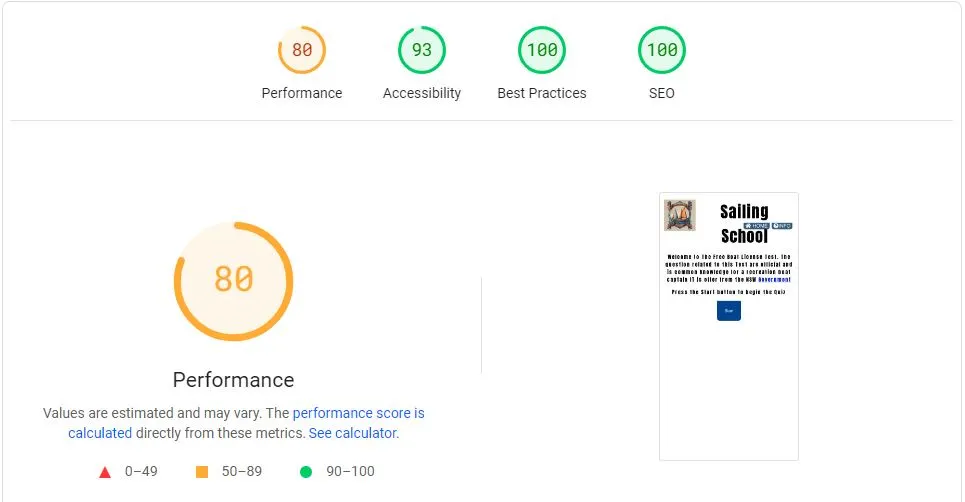 80
93
100
100
Performance
Accessibility
Best Practices
SEO
80
Performance
Values are estimated and may vary. The performance score is
calculated directly from these metrics. See calculator.
0–49
50–89
90–100
Sailing
School
HOME
INFO
Welcome to the Free Boat License Test. The
question related to this Test are official and
is common knowledge for a recreation boat
captain it is offer from the NSW Government
Press the Start button to begin the Quiz
Start